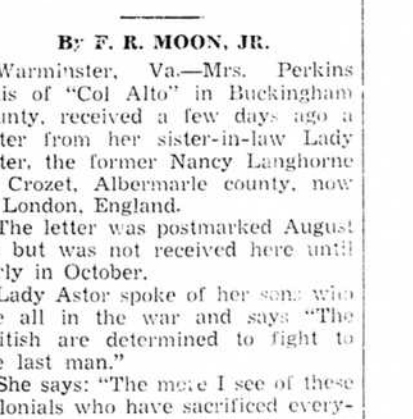 By F. R. MOON, JR.
Warminster, Va.—Mrs. Perkins
is of "Col Alto" in Buckingham
unty, received a few days ago a
ter from her sister-in-law Lady
ter, the former Nancy Langhorne
Crozet, Albermarle county, now
London, England.
The letter was postmarked August
but was not received here until
rly in October.
Lady Astor spoke of her sons who
e all in the war and says "The
itish are determined to fight to
e last man."
She says: "The more I see of these
lonials who have sacrificed every-